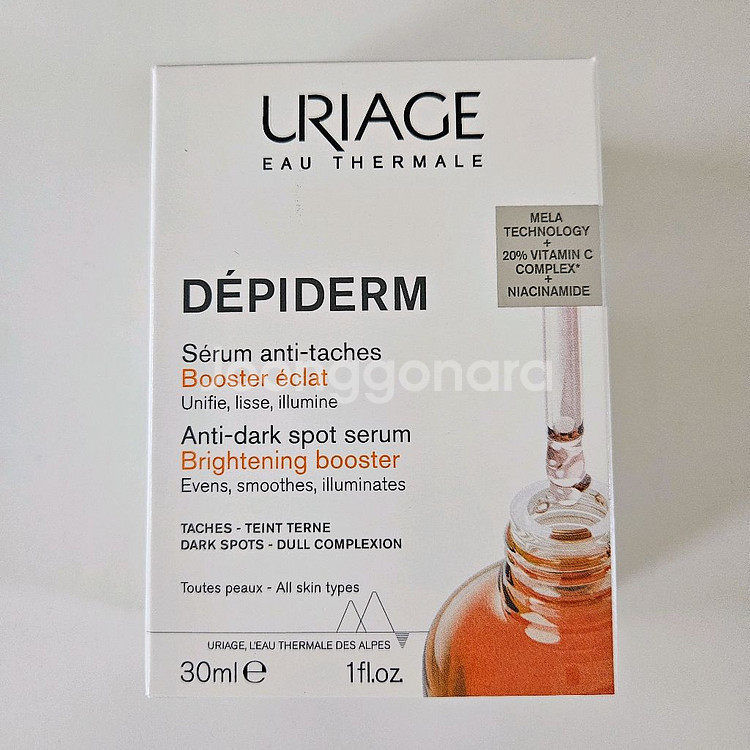 URIAGE
EAU THERMALE
MELA
TECHNOLOGY
+
20% VITAMIN C
COMPLEX*
+
NIACINAMIDE
DÉPIDERM
Sérum anti-taches
Booster éclat
Unifie, lisse, illumine
joonggonara
Anti-dark spot serum
Brightening booster
Evens, smoothes, illuminates
TACHES - TEINT TERNE
DARK SPOTS - DULL COMPLEXION
Toutes peaux - All skin types
URIAGE, L'EAU THERMALE DES ALPES
30ml e 1fl.oz.